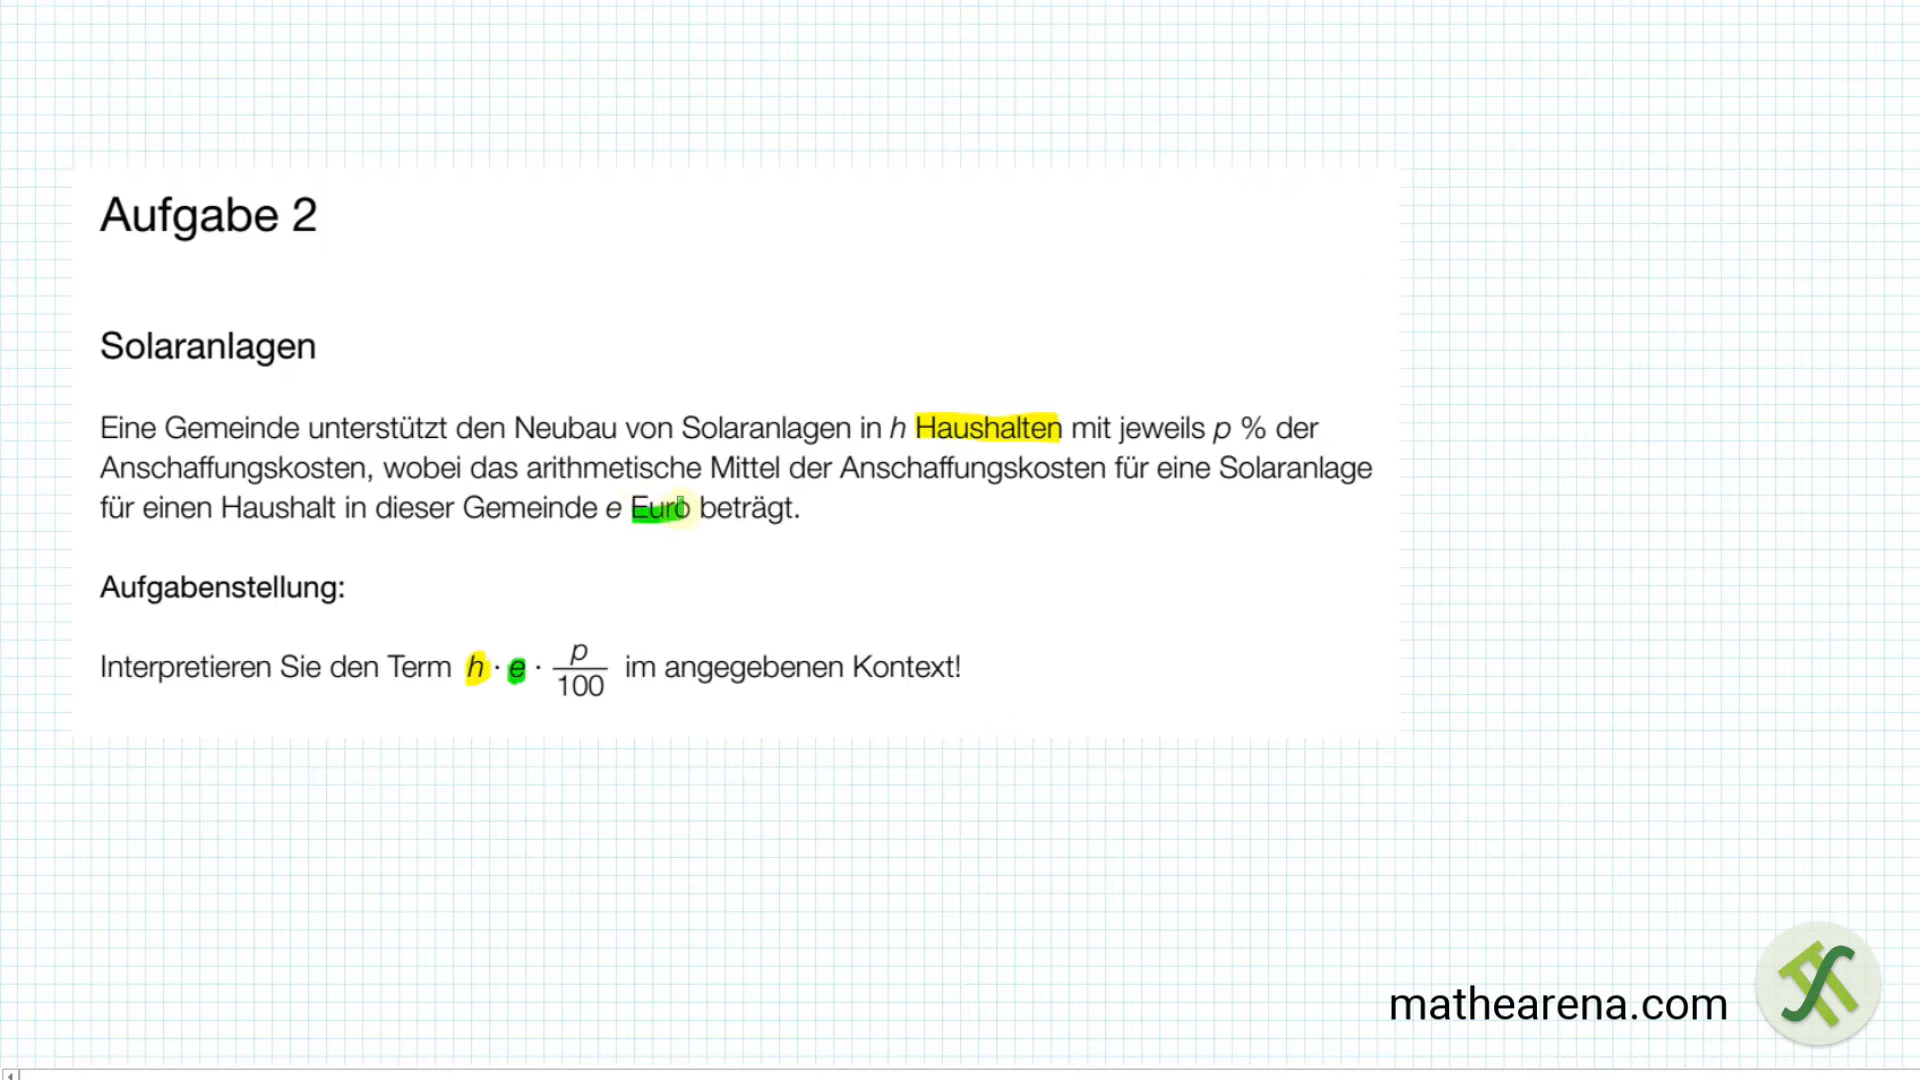 Aufgabe 2
Solaranlagen
Eine Gemeinde unterstützt den Neubau von Solaranlagen in h Haushalten mit jeweils p % der
Anschaffungskosten, wobei das arithmetische Mittel der Anschaffungskosten für eine Solaranlage
für einen Haushalt in dieser Gemeinde e Euro beträgt.
Aufgabenstellung:
Interpretieren Sie den Term h · e · p/100 im angegebenen Kontext!
mathearena.com